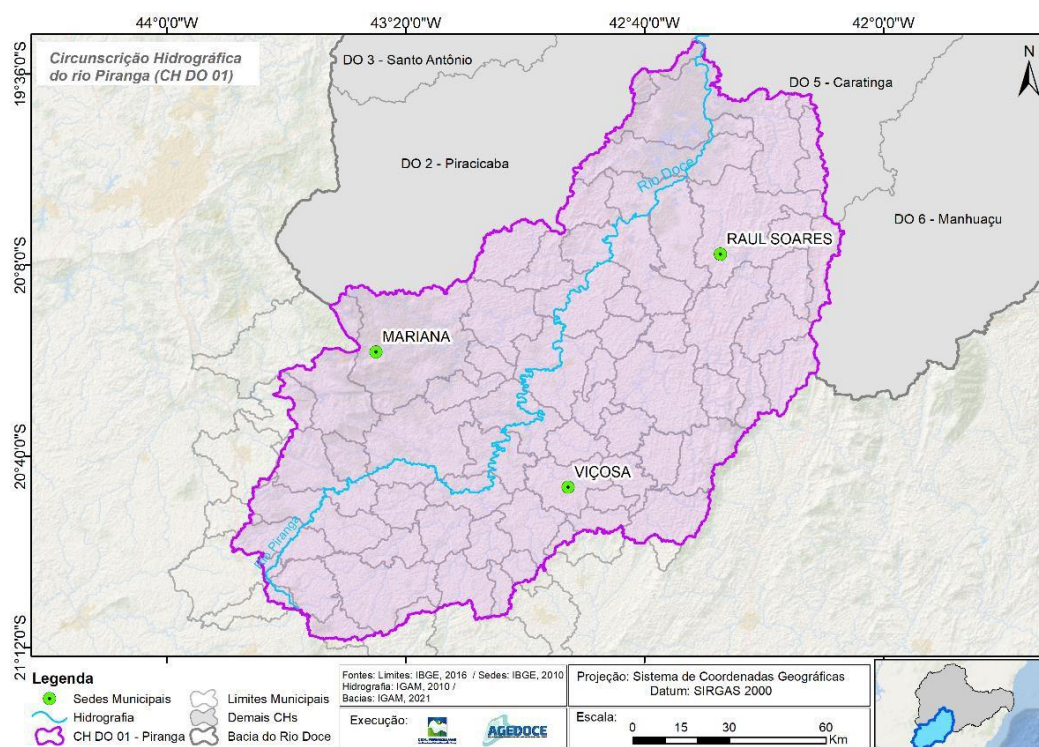 44°0'0"W
43°20'0"W
42°40'0"W
42°0'0"W
Circunscrição Hidrográfica
do rio Piranga (CH DO 01)
DO 3 - Santo Antônio
DO 5 - Caratinga
N
19°36'0"S
DO 2 - Piracicaba
Rio Doce
DO 6 - Manhuaçu
RAUL SOARES
20°8'0"S
MARIANA
20°40'0"S
VIÇOSA
Piranga
21°12'0"S
Legenda
Sedes Municipais
Hidrografia
CH DO 01 - Piranga
Limites Municipais
Demais CHs
Bacia do Rio Doce
Fontes: Limites: IBGE, 2016 / Sedes: IBGE, 2010
Hidrografia: IGAM, 2010 /
Bacias: IGAM, 2021
Execução:
AGEDOCE
Projeção: Sistema de Coordenadas Geográficas
Datum: SIRGAS 2000
Escala:
0 15 30 60
Km